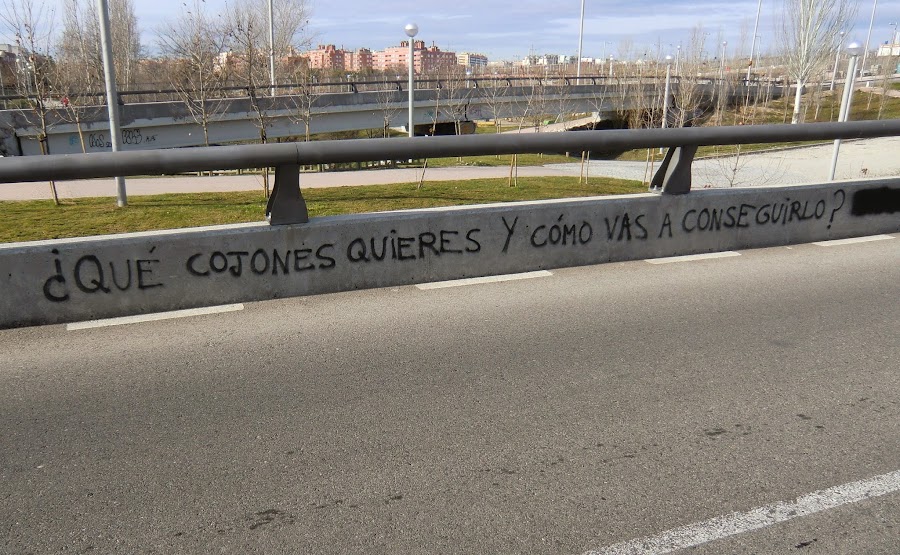 ¿QUÉ COJONES QUIERES Y CÓMO VAS A CONSEGUIRLO?